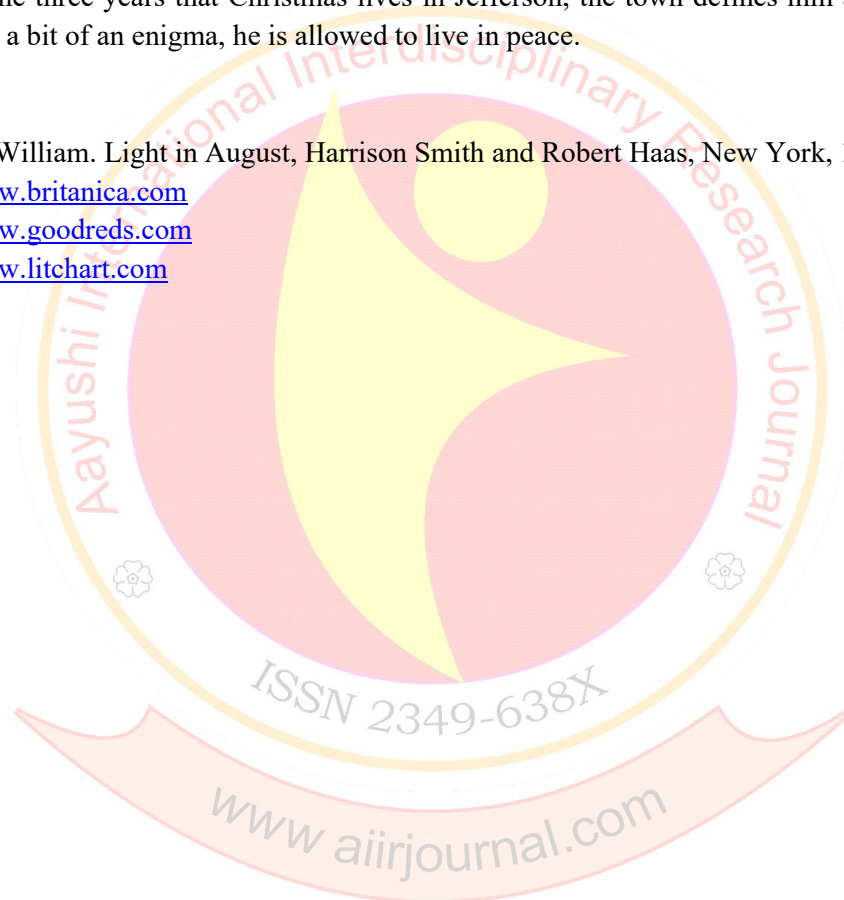 three years that Christmas lives in Jefferson, the town defines him
a bit of an enigma, he is allowed to live in peace.
William. Light in August, Harrison Smith and Robert Haas, New York,
w.britanica.com
w.goodreds.com
w.litchart.com
Aayushi International Interdisciplinary Research Journal
ISSN 2349-638X
www aiirjournal.com